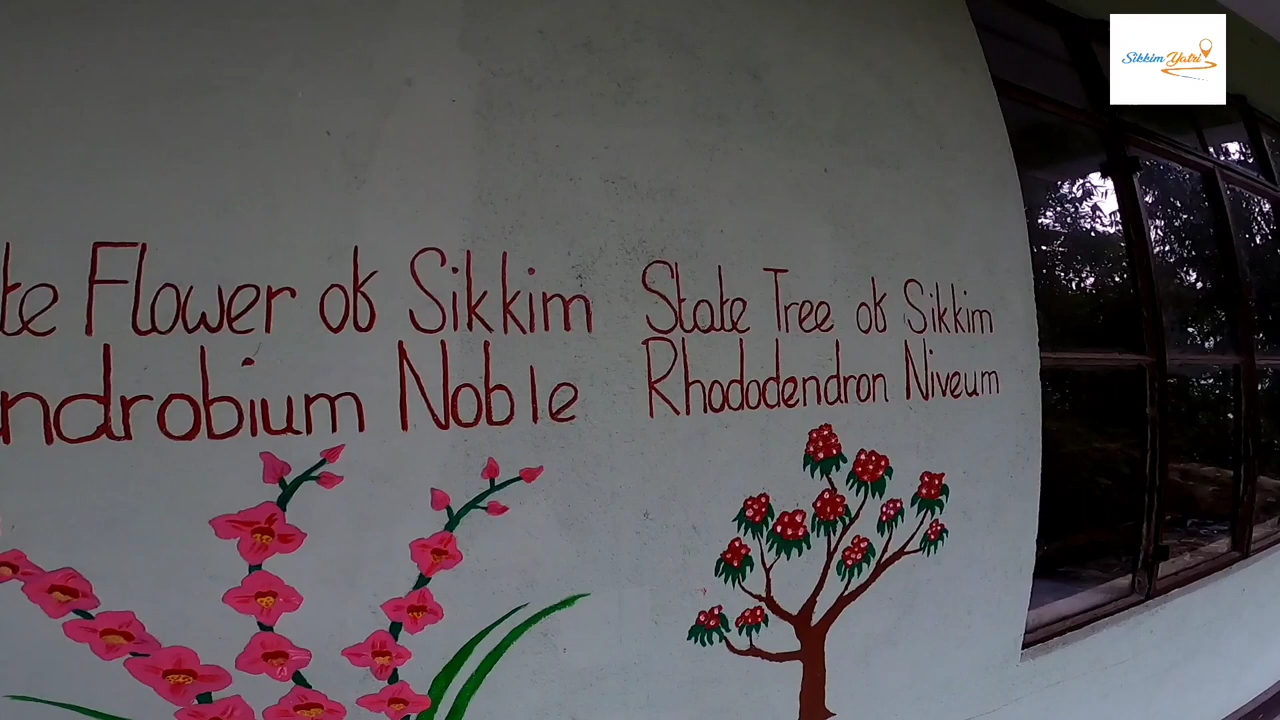 te Flower of Sikkim
ndrobium Noble
State Tree of Sikkim
Rhododendron Niveum
Sikkim Yatri